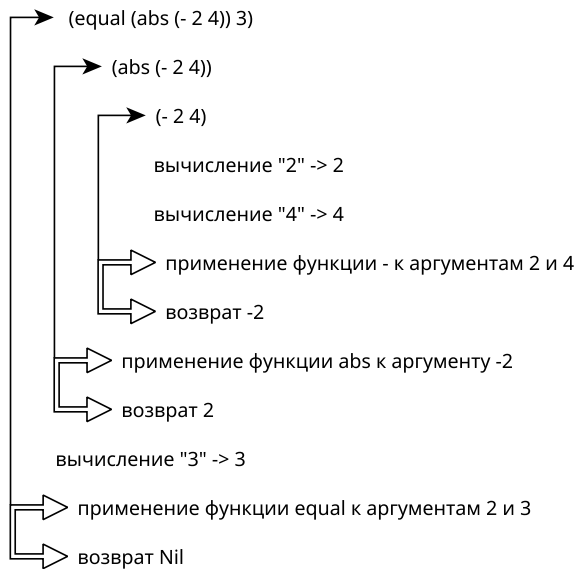 (equal (abs (- 2 4)) 3)
(abs (- 2 4))
(- 2 4)
вычисление "2" -> 2
вычисление "4" -> 4
применение функции - к аргументам 2 и 4
возврат -2
применение функции abs к аргументу -2
возврат 2
вычисление "3" -> 3
применение функции equal к аргументам 2 и 3
возврат Nil